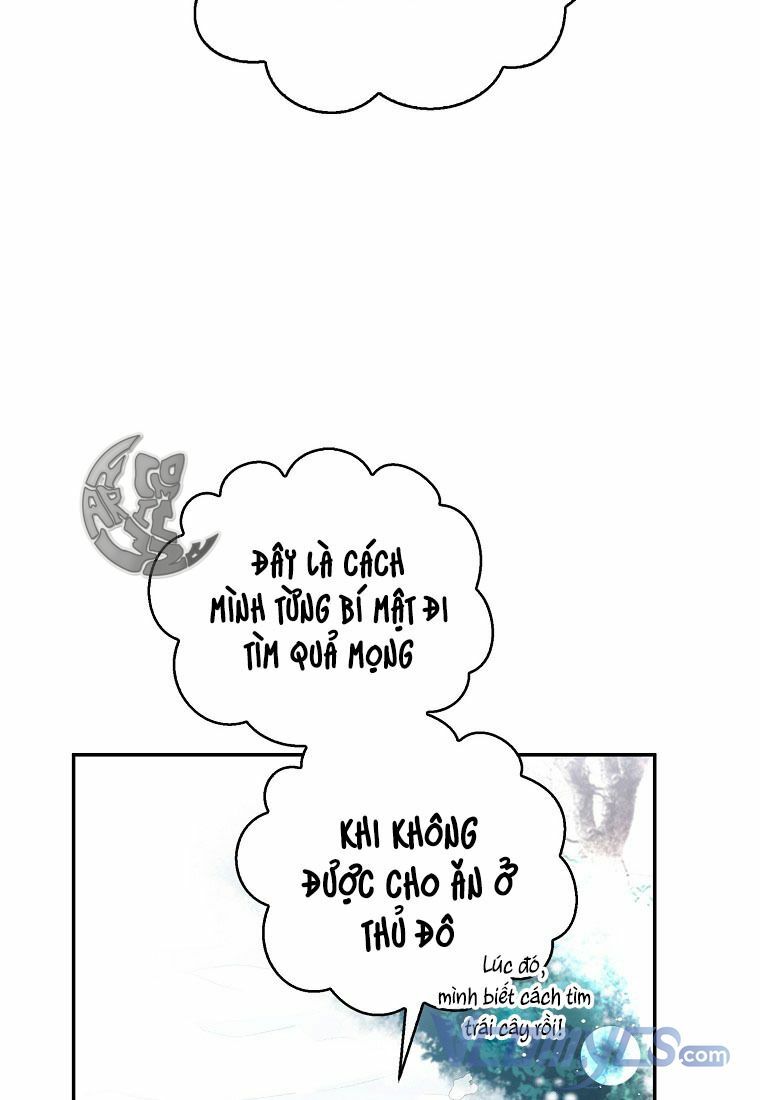 ĐÂY LÀ CÁCH
MÌNH TỪNG BÍ MẬT ĐI
TÌM QUẢ MỌNG
KHI KHÔNG
ĐƯỢC CHO ĂN Ở
THỦ ĐÔ
Lúc đó,
mình biết cách tìm
trái cây rồi!
.com